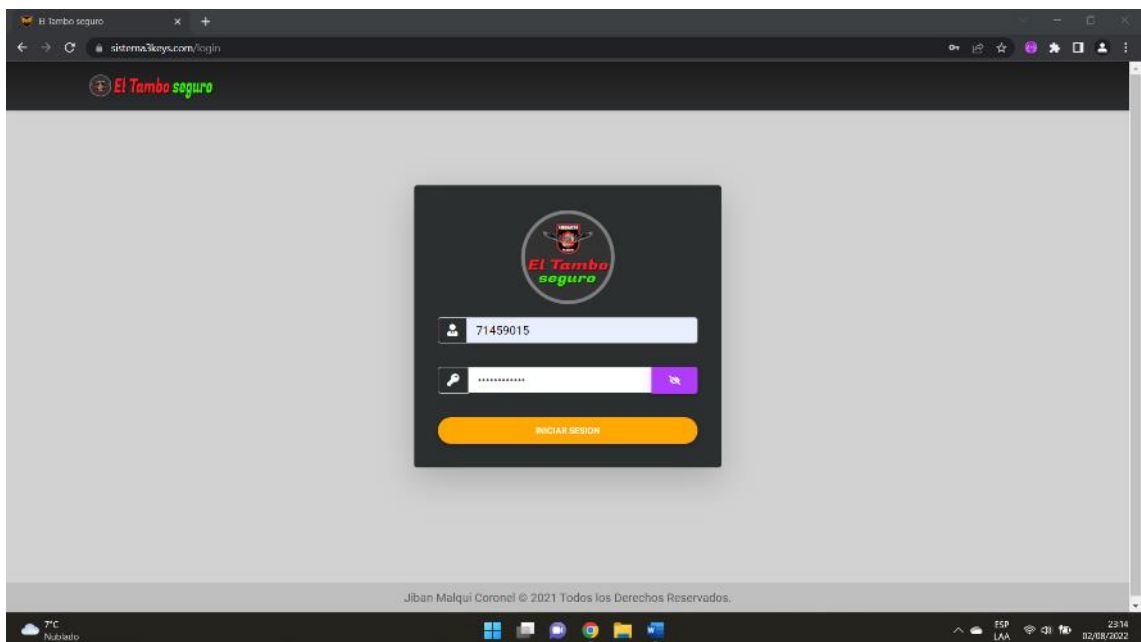 El Tambo seguro
sistema3keys.com/login
El Tambo seguro
El Tambo
seguro
71459015
INICIAR SESION
Jiban Malqui Coronel © 2021 Todos los Derechos Reservados.
7°C
Nublado
ESP
LAA
23:14
02/08/2022